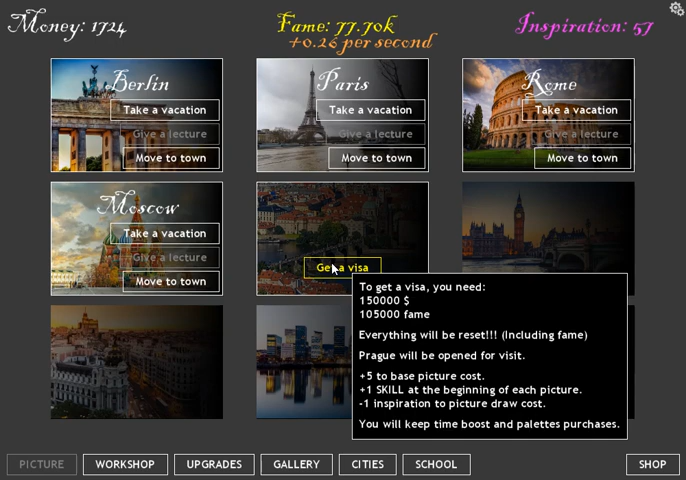 Money: 1724
Fame: 77.70k
+0.26 per second
Inspiration: 57
Berlin
Take a vacation
Give a lecture
Move to town
Paris
Take a vacation
Give a lecture
Move to town
Rome
Take a vacation
Give a lecture
Move to town
Moscow
Take a vacation
Give a lecture
Move to town
Get a visa
To get a visa, you need:
150000 $
105000 fame
Everything will be reset!!! (Including fame)
Prague will be opened for visit.
+5 to base picture cost.
+1 SKILL at the beginning of each picture.
-1 inspiration to picture draw cost.
You will keep time boost and palettes purchases.
PICTURE
WORKSHOP
UPGRADES
GALLERY
CITIES
SCHOOL
SHOP